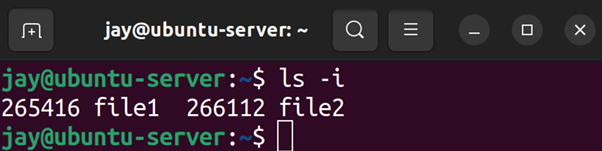 jay@ubuntu-server: ~
jay@ubuntu-server:~$ ls -i
265416 file1  266112 file2
jay@ubuntu-server:~$